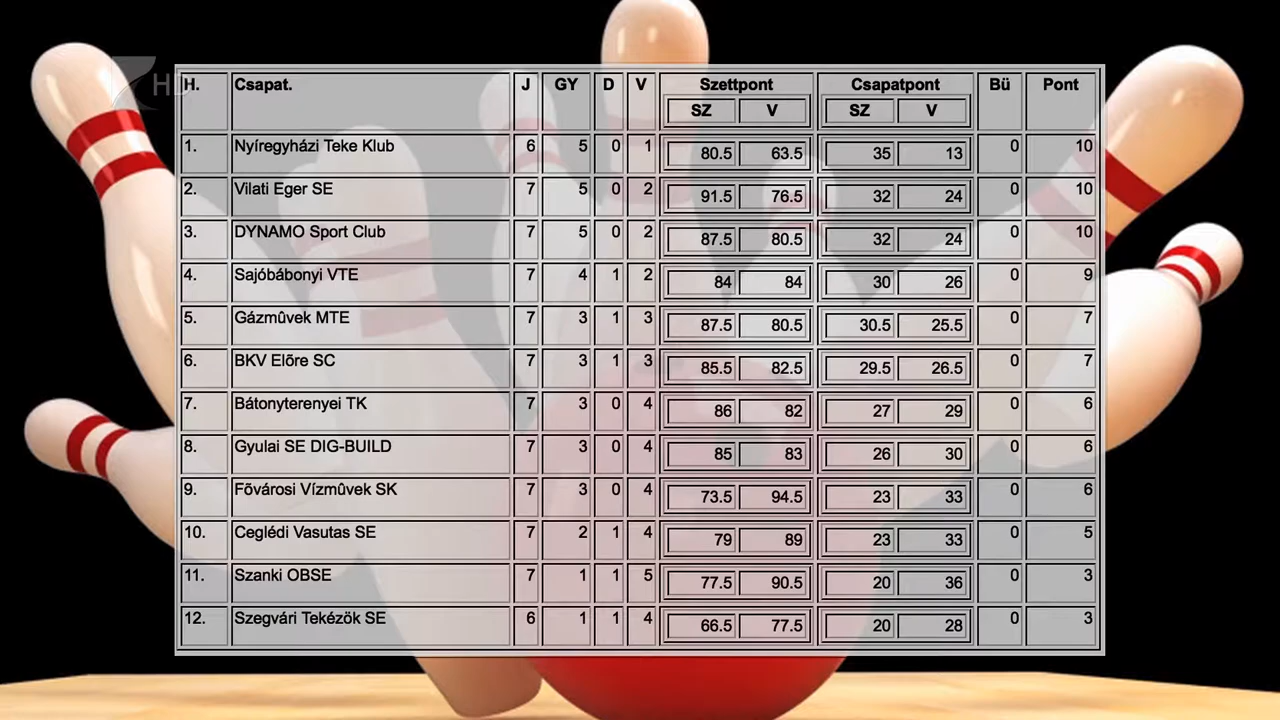 HD
H. Csapat. J GY D V Szettpont Csapatpont Bü Pont
SZ V SZ V
1. Nyíregyházi Teke Klub 6 5 0 1 80.5 63.5 35 13 0 10
2. Vilati Eger SE 7 5 0 2 91.5 76.5 32 24 0 10
3. DYNAMO Sport Club 7 5 0 2 87.5 80.5 32 24 0 10
4. Sajóbábonyi VTE 7 4 1 2 84 84 30 26 0 9
5. Gázmûvek MTE 7 3 1 3 87.5 80.5 30.5 25.5 0 7
6. BKV Elõre SC 7 3 1 3 85.5 82.5 29.5 26.5 0 7
7. Bátonyterenyei TK 7 3 0 4 86 82 27 29 0 6
8. Gyulai SE DIG-BUILD 7 3 0 4 85 83 26 30 0 6
9. Fõvárosi Vízmûvek SK 7 3 0 4 73.5 94.5 23 33 0 6
10. Ceglédi Vasutas SE 7 2 1 4 79 89 23 33 0 5
11. Szanki OBSE 7 1 1 5 77.5 90.5 20 36 0 3
12. Szegvári Tekézök SE 6 1 1 4 66.5 77.5 20 28 0 3